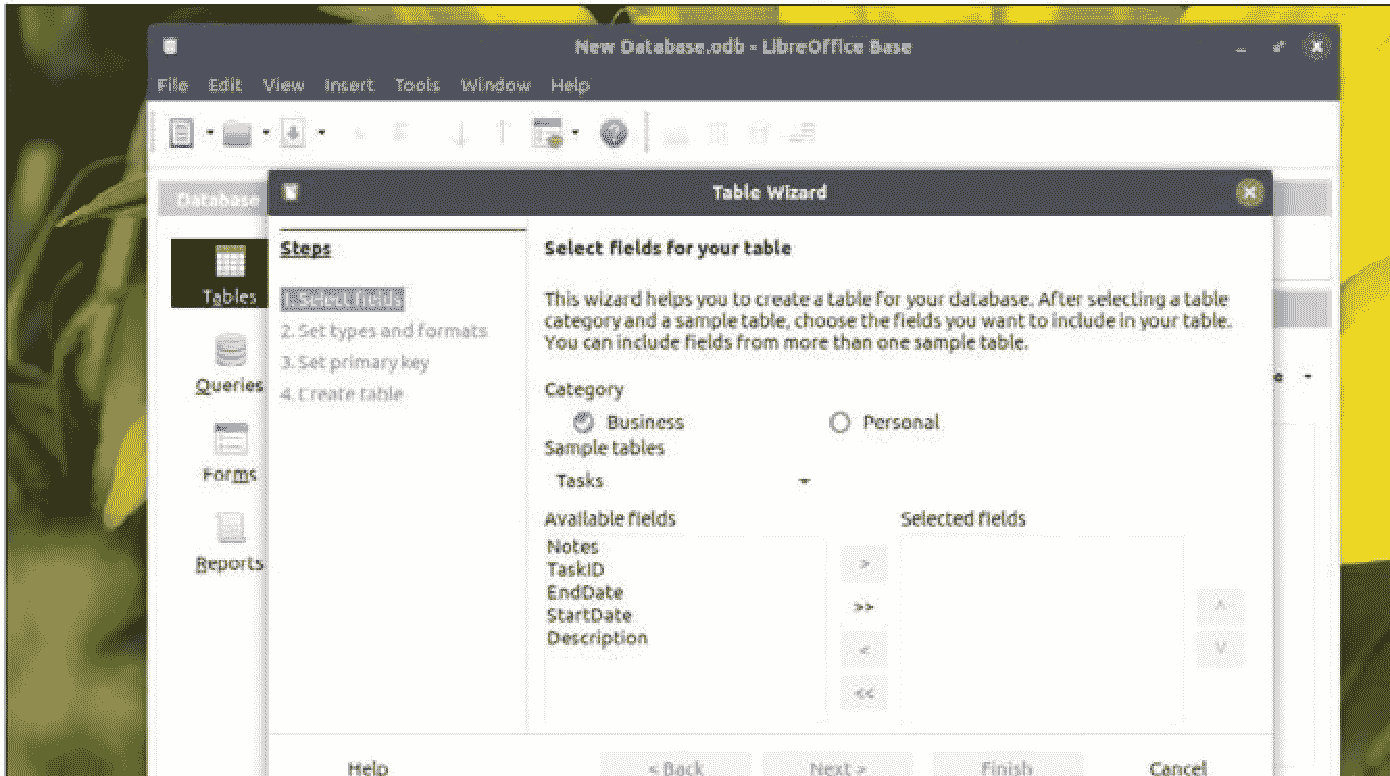 New Database.odb - LibreOffice Base
File Edit View Insert Tools Window Help
Database
Table Wizard
Tables
Queries
Forms
Reports
Steps
1. Select fields
2. Set types and formats
3. Set primary key
4. Create table
Select fields for your table
This wizard helps you to create a table for your database. After selecting a table
category and a sample table, choose the fields you want to include in your table.
You can include fields from more than one sample table.
Category
Business Personal
Sample tables
Tasks
Available fields Selected fields
Notes
TaskID
EndDate
StartDate
Description
>
>>
<
<<
Help < Back Next > Finish Cancel